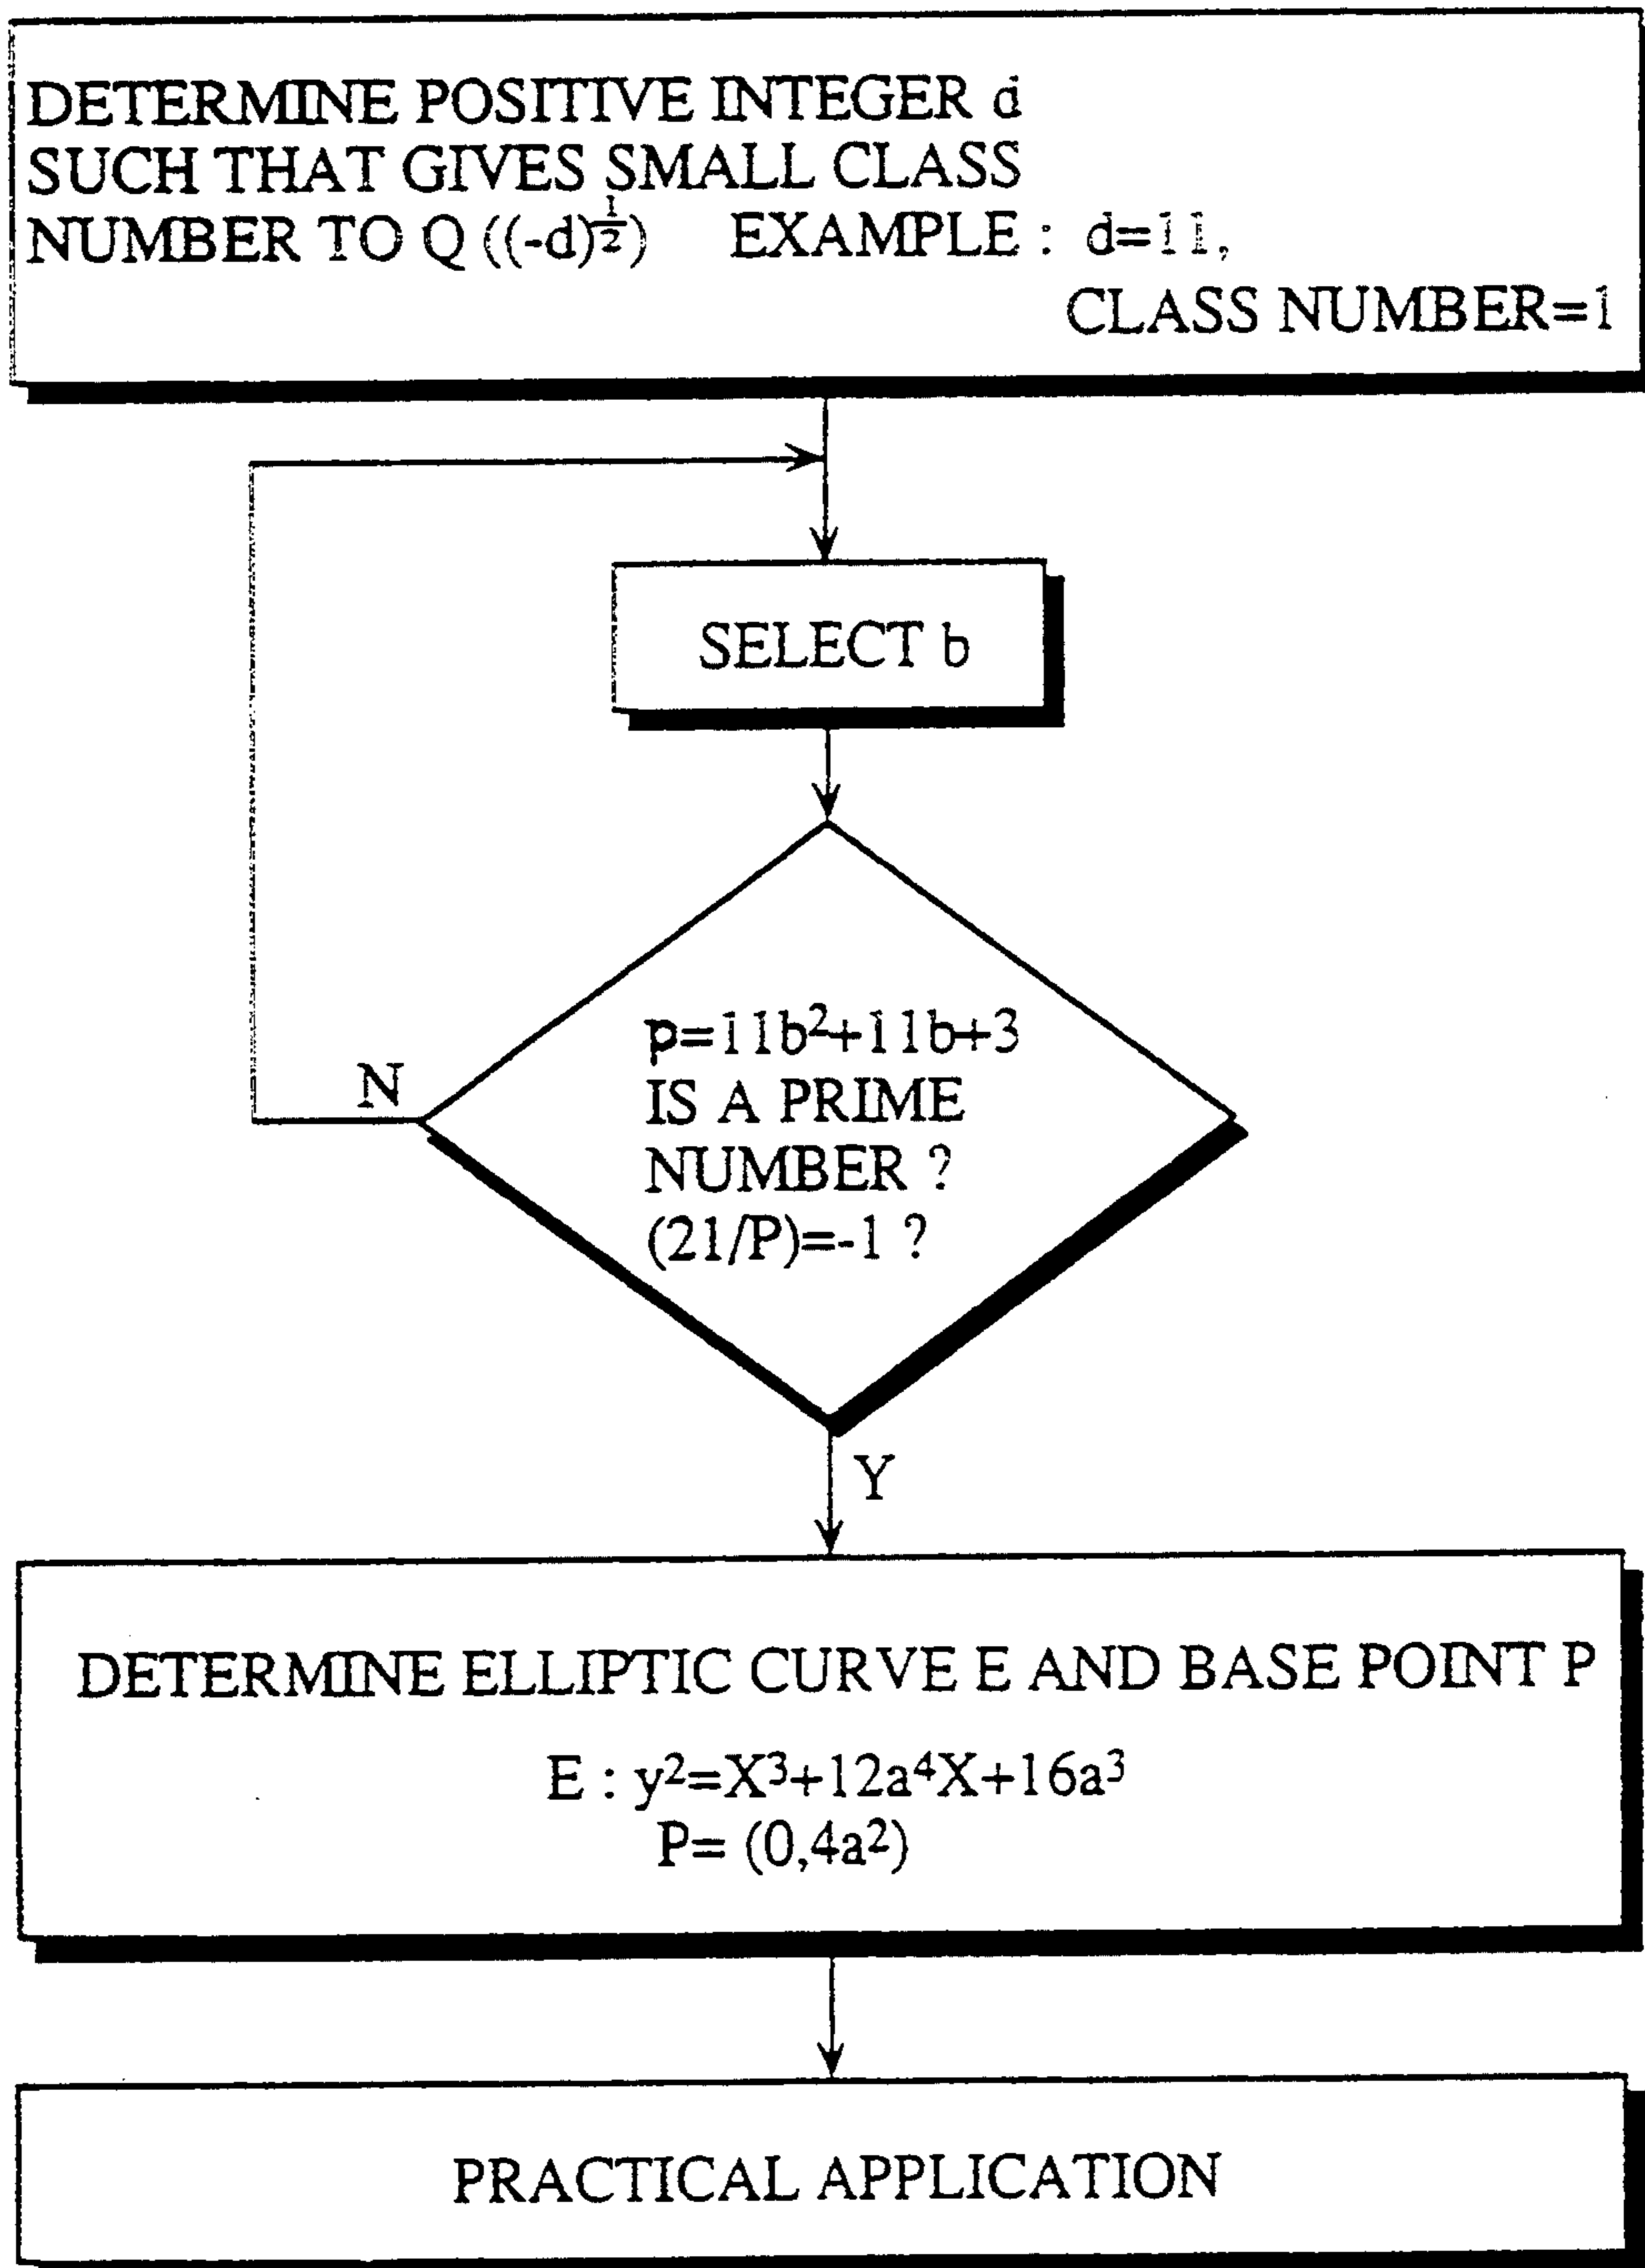 DETERMINE POSITIVE INTEGER d
SUCH THAT GIVES SMALL CLASS
NUMBER TO Q ((-d)^1/2) EXAMPLE : d=11,
CLASS NUMBER=1
SELECT b
p=11b²+11b+3
IS A PRIME
NUMBER ?
(21/P)=-1 ?
N
Y
DETERMINE ELLIPTIC CURVE E AND BASE POINT P
E : y²=X³+12a⁴X+16a³
P= (0,4a²)
PRACTICAL APPLICATION